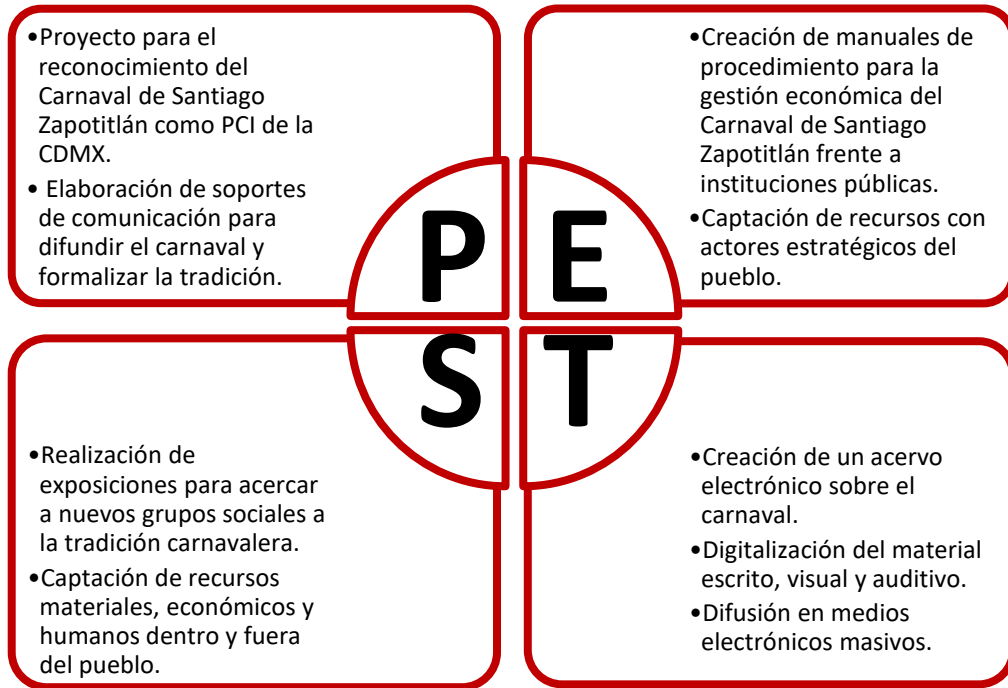 •Proyecto para el
reconocimiento del
Carnaval de Santiago
Zapotitlán como PCI de la
CDMX.
• Elaboración de soportes
de comunicación para
difundir el carnaval y
formalizar la tradición.
•Creación de manuales de
procedimiento para la
gestión económica del
Carnaval de Santiago
Zapotitlán frente a
instituciones públicas.
•Captación de recursos con
actores estratégicos del
pueblo.
P E
S T
•Realización de
exposiciones para acercar
a nuevos grupos sociales a
la tradición carnavalera.
•Captación de recursos
materiales, económicos y
humanos dentro y fuera
del pueblo.
•Creación de un acervo
electrónico sobre el
carnaval.
•Digitalización del material
escrito, visual y auditivo.
•Difusión en medios
electrónicos masivos.